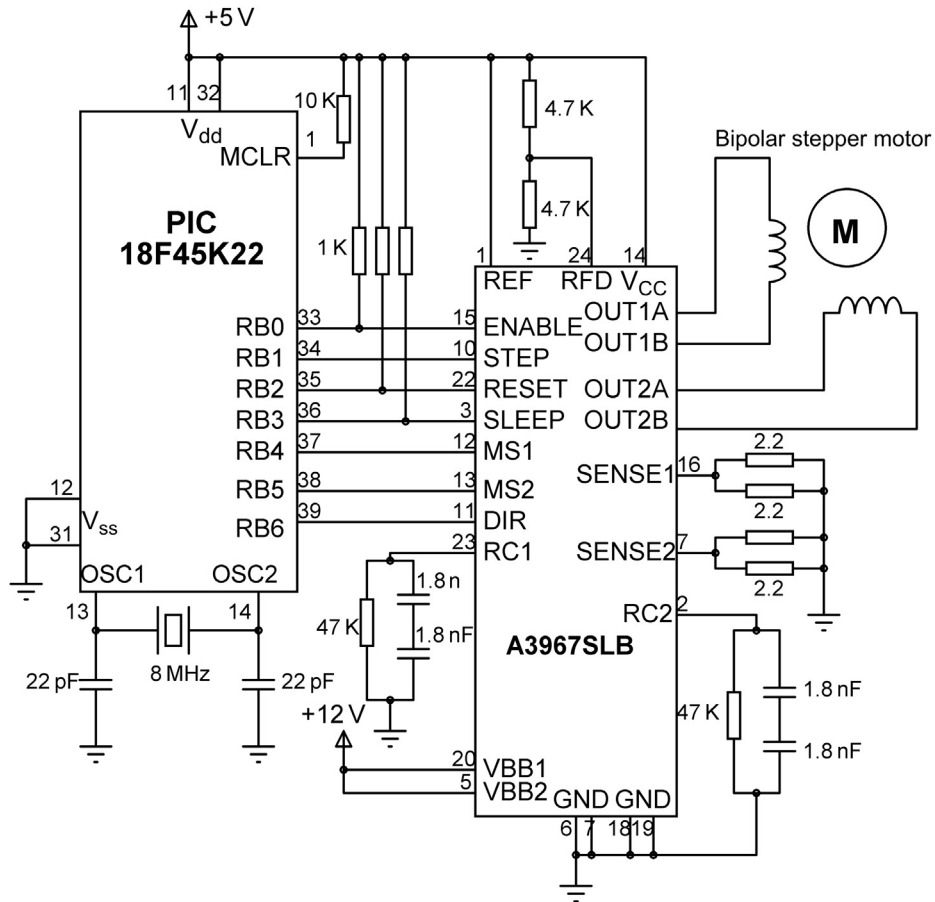 +5 V
11 32
Vdd
10 K
1
MCLR
4.7 K
Bipolar stepper motor
PIC
18F45K22
1 K
4.7 K
M
1
24
14
REF
RFD
VCC
OUT1A
OUT1B
OUT2A
OUT2B
RB0 33
15 ENABLE
RB1 34
10 STEP
RB2 35
22 RESET
RB3 36
3 SLEEP
RB4 37
12 MS1
RB5 38
13 MS2
RB6 39
11 DIR
23 RC1
SENSE1 16
2.2
2.2
SENSE2 7
2.2
12
31
Vss
OSC1
OSC2
13
14
8 MHz
22 pF
22 pF
47 K
1.8 n
1.8 nF
RC2 2
A3967SLB
47 K
1.8 nF
1.8 nF
+12 V
20 VBB1
5 VBB2
GND GND
6 7 18 19